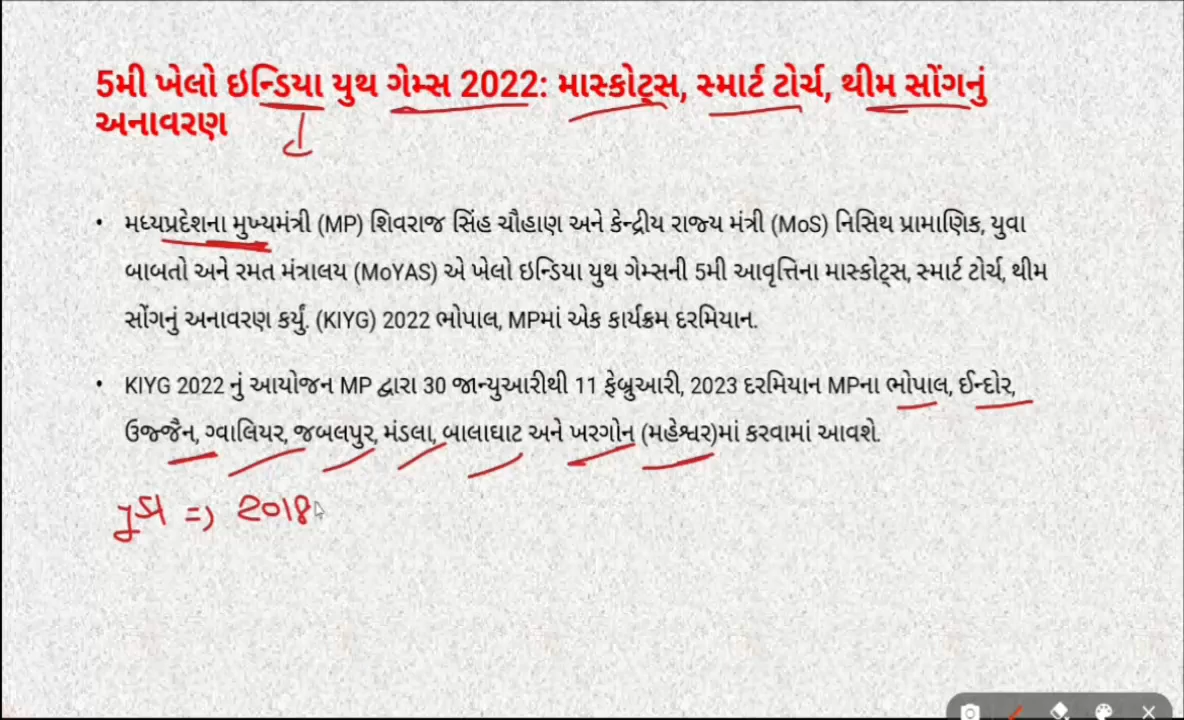 5મી ખેલો ઇન્ડિયા યુથ ગેમ્સ 2022: માસ્કોટ્સ, સ્માર્ટ ટોર્ચ, થીમ સોંગનું
અનાવરણ
• મધ્યપ્રદેશના મુખ્યમંત્રી (MP) શિવરાજ સિંહ ચૌહાણ અને કેન્દ્રીય રાજ્ય મંત્રી (MoS) નિસિથ પ્રામાણિક, યુવા
બાબતો અને રમત મંત્રાલય (MoYAS) એ ખેલો ઇન્ડિયા યુથ ગેમ્સની 5મી આવૃત્તિના માસ્કોટ્સ, સ્માર્ટ ટોર્ચ, થીમ
સોંગનું અનાવરણ કર્યું. (KIYG) 2022 ભોપાલ, MPમાં એક કાર્યક્રમ દરમિયાન.
• KIYG 2022 નું આયોજન MP દ્વારા 30 જાન્યુઆરીથી 11 ફેબ્રુઆરી, 2023 દરમિયાન MPના ભોપાલ, ઈન્દોર,
ઉજ્જૈન, ગ્વાલિયર, જબલપુર, મંડલા, બાલાઘાટ અને ખરગોન (મહેશ્વર)માં કરવામાં આવશે.
=> 2018